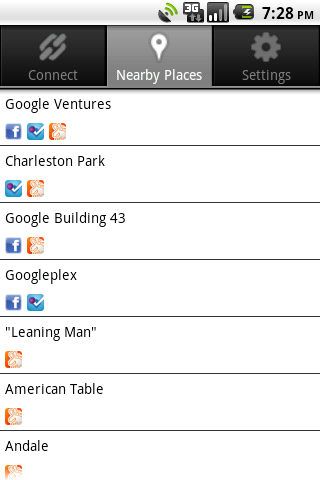 3G 7:28 PM
Connect Nearby Places Settings
Google Ventures
Charleston Park
Google Building 43
Googleplex
"Leaning Man"
American Table
Andale